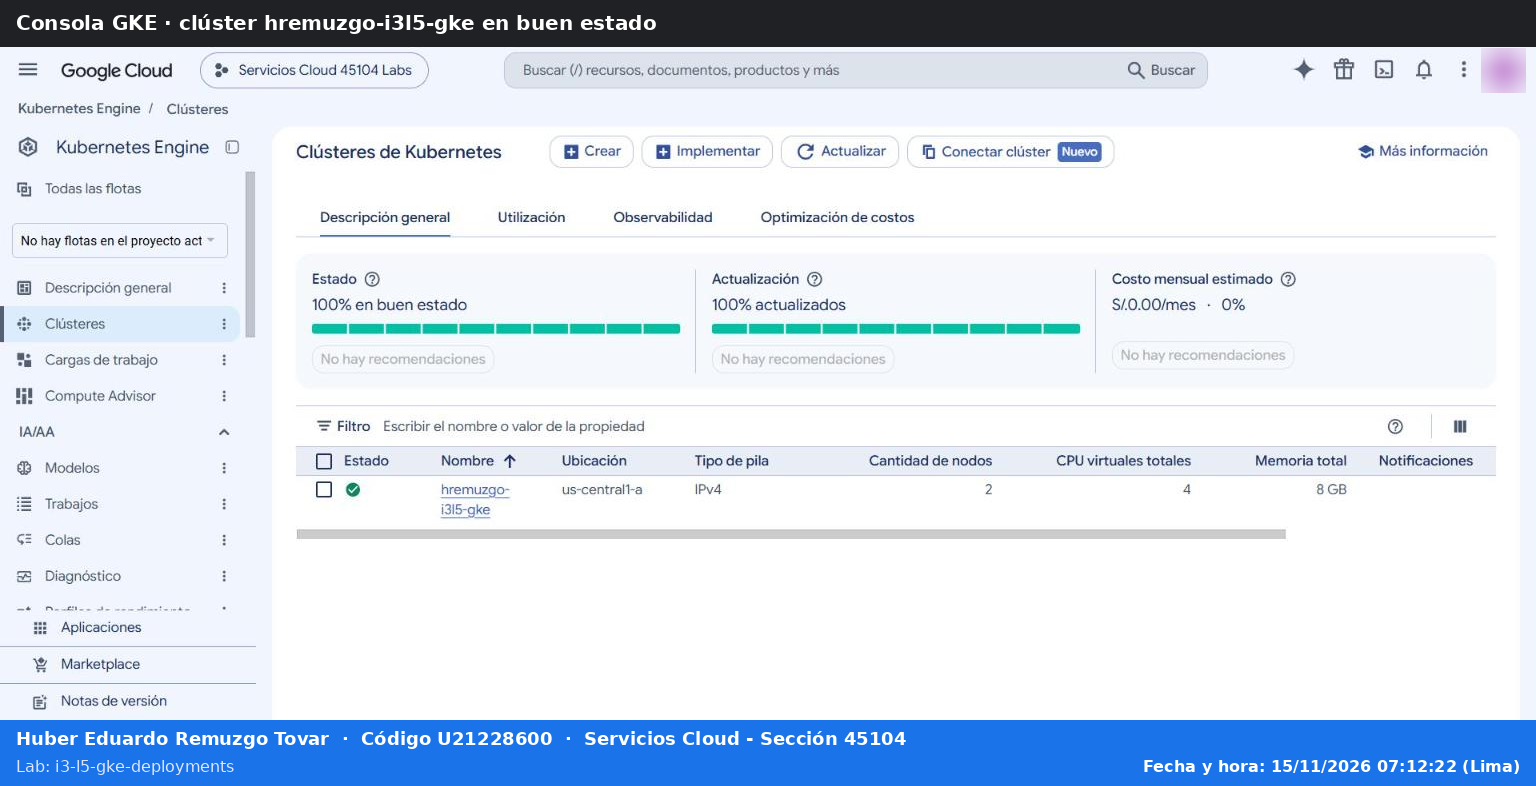 Consola GKE · clúster hremuzgo-i3l5-gke en buen estado
Google Cloud
Servicios Cloud 45104 Labs
Buscar (/) recursos, documentos, productos y más
Buscar
Kubernetes Engine / Clústeres
Kubernetes Engine
Todas las flotas
No hay flotas en el proyecto act
Descripción general
Clústeres
Cargas de trabajo
Compute Advisor
IA/AA
Modelos
Trabajos
Colas
Diagnóstico
Perfiles de rendimiento
Aplicaciones
Marketplace
Notas de versión
Clústeres de Kubernetes
Crear
Implementar
Actualizar
Conectar clúster Nuevo
Más información
Descripción general
Utilización
Observabilidad
Optimización de costos
Estado
100% en buen estado
No hay recomendaciones
Actualización
100% actualizados
No hay recomendaciones
Costo mensual estimado
S/.0.00/mes · 0%
No hay recomendaciones
Filtro Escribir el nombre o valor de la propiedad
Estado Nombre Ubicación Tipo de pila Cantidad de nodos CPU virtuales totales Memoria total Notificaciones
hremuzgo- us-central1-a IPv4 2 4 8 GB
i3l5-gke
Huber Eduardo Remuzgo Tovar · Código U21228600 · Servicios Cloud - Sección 45104
Lab: i3-l5-gke-deployments
Fecha y hora: 15/11/2026 07:12:22 (Lima)